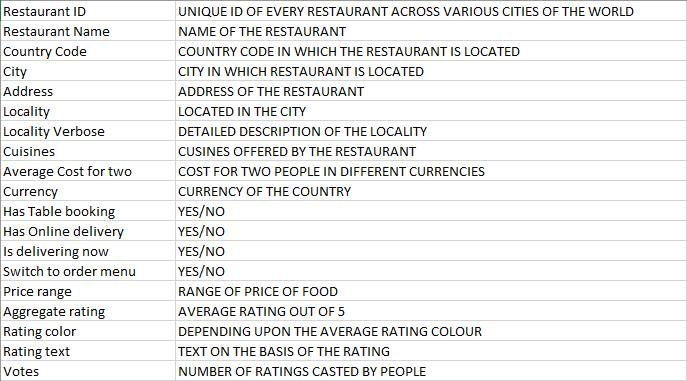 Restaurant ID UNIQUE ID OF EVERY RESTAURANT ACROSS VARIOUS CITIES OF THE WORLD
Restaurant Name NAME OF THE RESTAURANT
Country Code COUNTRY CODE IN WHICH THE RESTAURANT IS LOCATED
City CITY IN WHICH RESTAURANT IS LOCATED
Address ADDRESS OF THE RESTAURANT
Locality LOCATED IN THE CITY
Locality Verbose DETAILED DESCRIPTION OF THE LOCALITY
Cuisines CUSINES OFFERED BY THE RESTAURANT
Average Cost for two COST FOR TWO PEOPLE IN DIFFERENT CURRENCIES
Currency CURRENCY OF THE COUNTRY
Has Table booking YES/NO
Has Online delivery YES/NO
Is delivering now YES/NO
Switch to order menu YES/NO
Price range RANGE OF PRICE OF FOOD
Aggregate rating AVERAGE RATING OUT OF 5
Rating color DEPENDING UPON THE AVERAGE RATING COLOUR
Rating text TEXT ON THE BASIS OF THE RATING
Votes NUMBER OF RATINGS CASTED BY PEOPLE